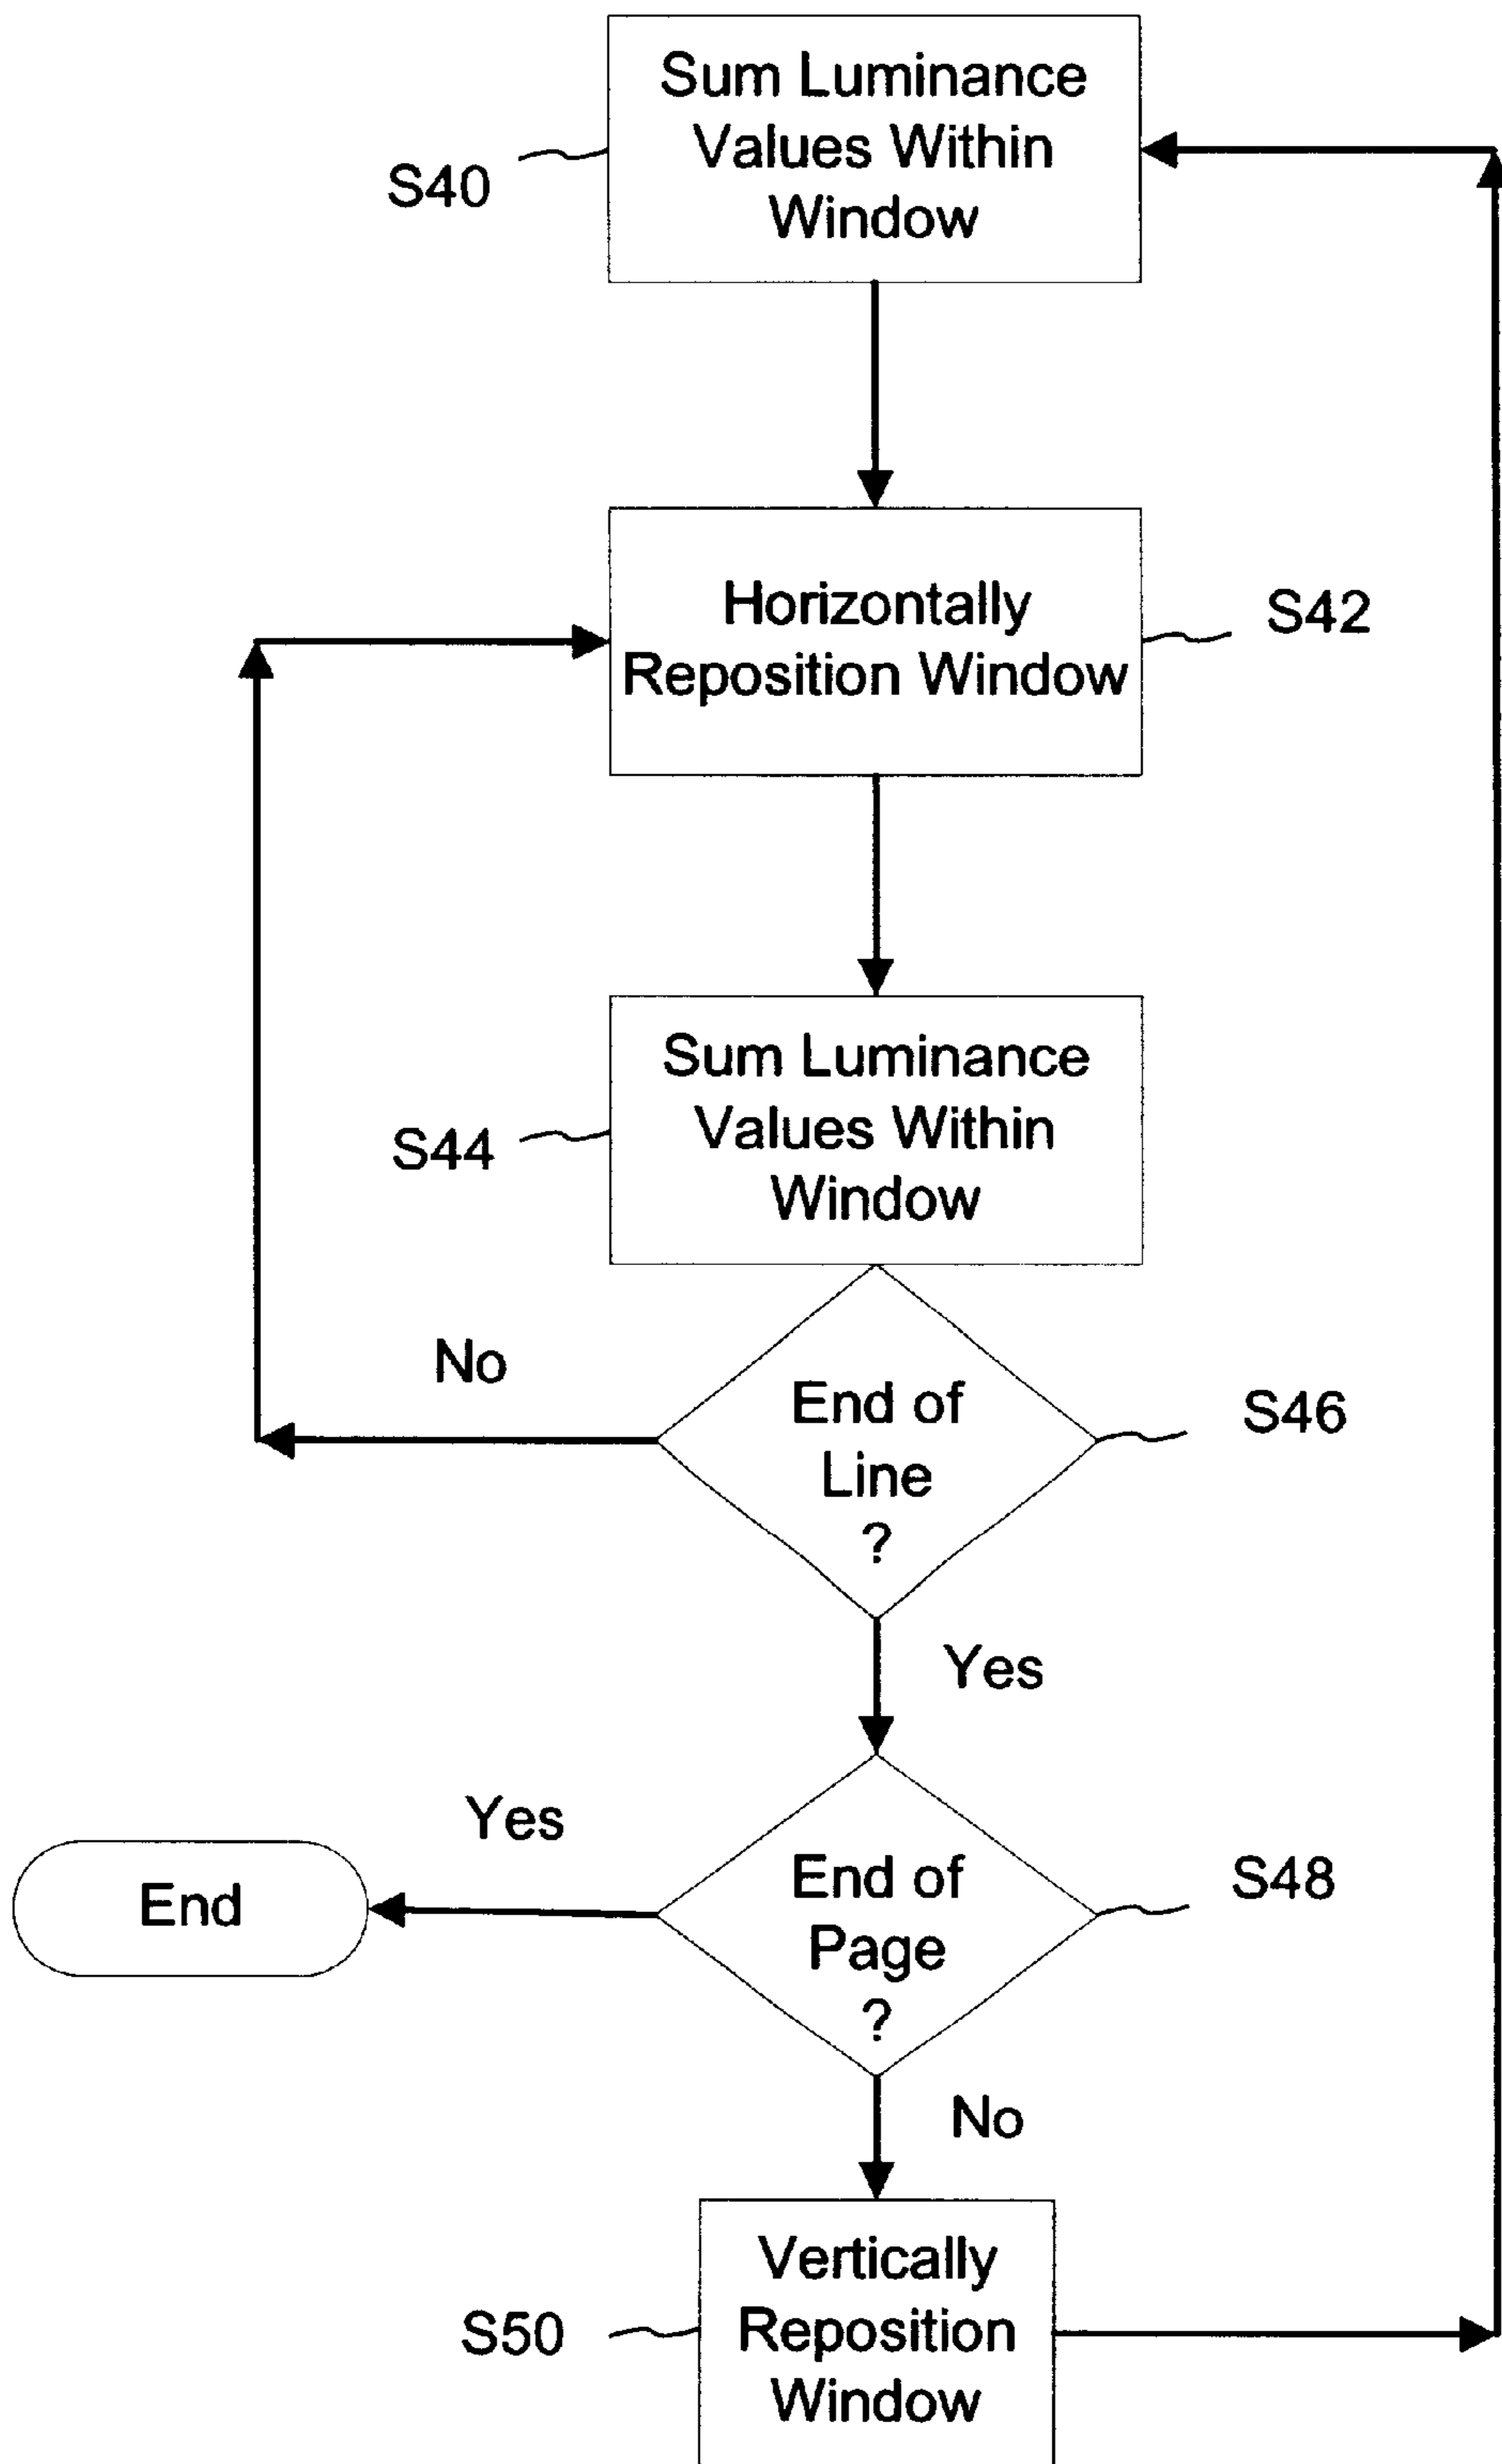 Sum Luminance
Values Within
Window
S40
Horizontally
Reposition Window
S42
Sum Luminance
Values Within
Window
S44
No
End of
Line
?
S46
Yes
Yes
End
End of
Page
?
S48
No
Vertically
Reposition
Window
S50